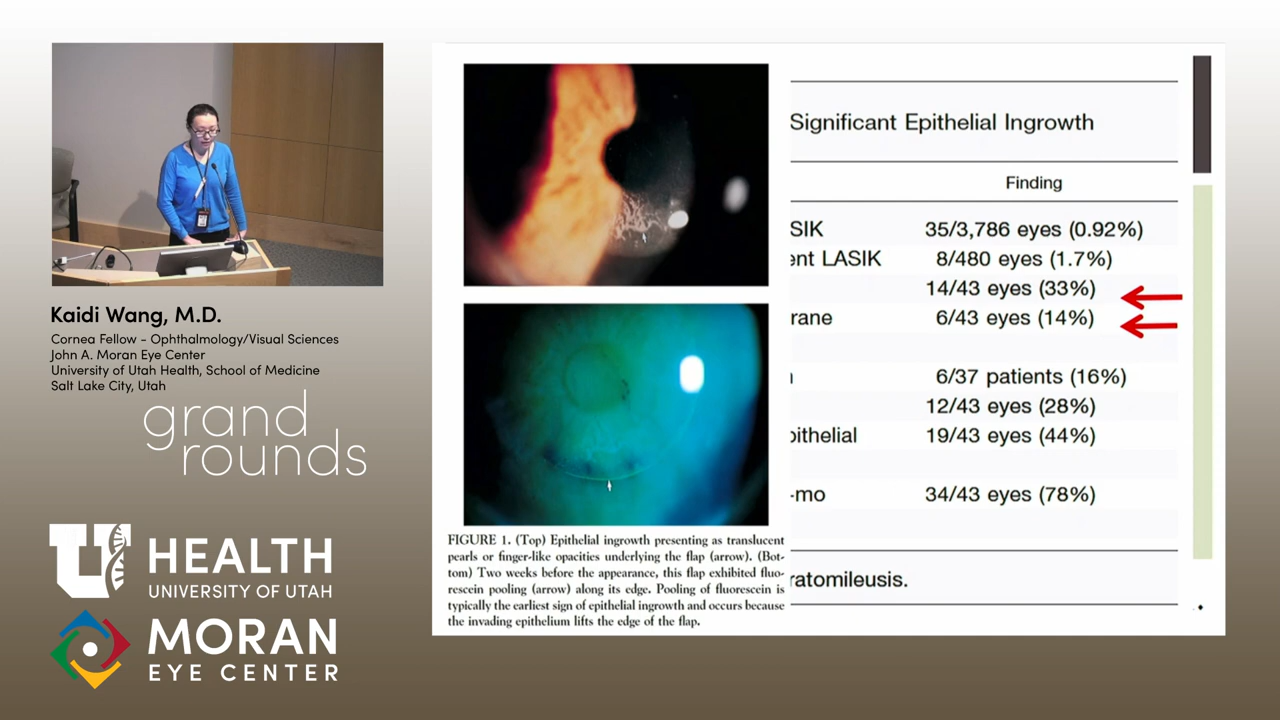 Kaidi Wang, M.D.
Cornea Fellow - Ophthalmology/Visual Sciences
John A. Moran Eye Center
University of Utah Health, School of Medicine
Salt Lake City, Utah
grand
rounds
U HEALTH
UNIVERSITY OF UTAH
MORAN
EYE CENTER
FIGURE 1. (Top) Epithelial ingrowth presenting as translucent
pearls or finger-like opacities underlying the flap (arrow). (Bot-
tom) Two weeks before the appearance, this flap exhibited fluo-
rescein pooling (arrow) along its edge. Pooling of fluorescein is
typically the earliest sign of epithelial ingrowth and occurs because
the invading epithelium lifts the edge of the flap.
Significant Epithelial Ingrowth
Finding
SIK 35/3,786 eyes (0.92%)
ent LASIK 8/480 eyes (1.7%)
14/43 eyes (33%)
rane 6/43 eyes (14%)
6/37 patients (16%)
12/43 eyes (28%)
pithelial 19/43 eyes (44%)
-mo 34/43 eyes (78%)
ratomileusis.